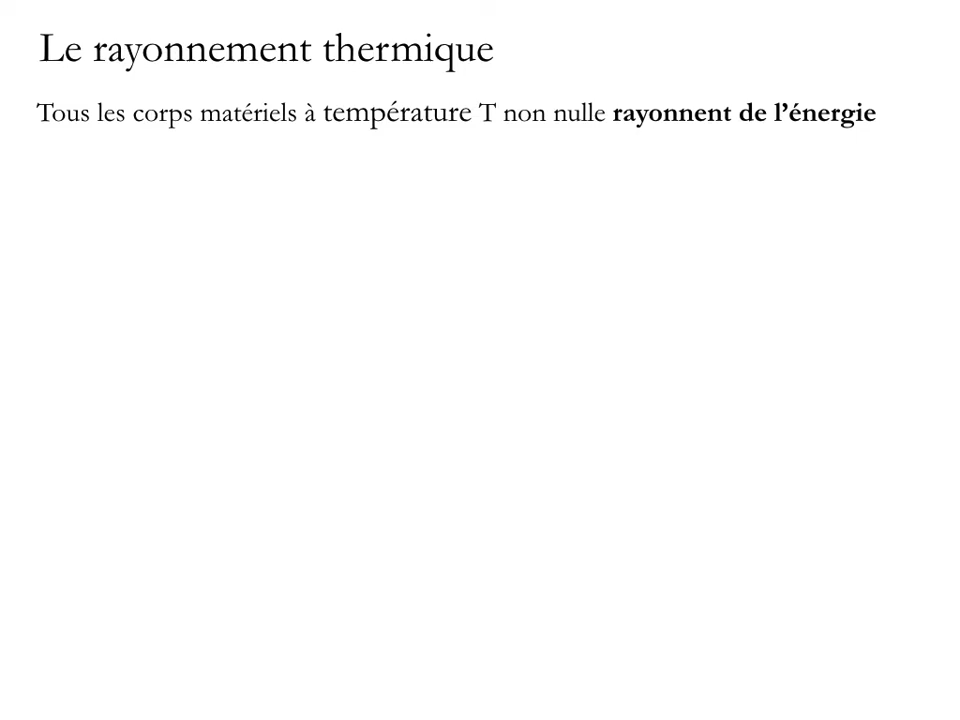 Le rayonnement thermique
Tous les corps matériels à température T non nulle rayonnent de l’énergie